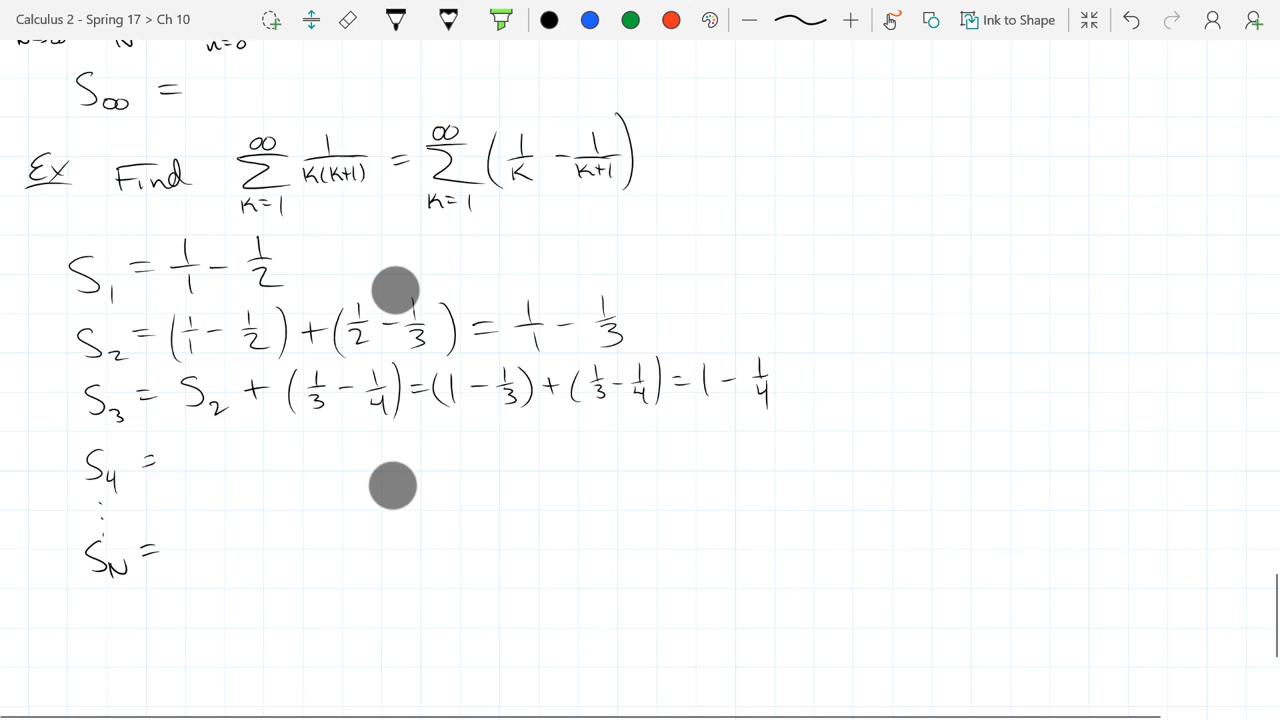 Calculus 2 - Spring 17 > Ch 10
Ink to Shape
N n=0
S∞ =
Ex Find ∞∑k=1 1/k(k+1) = ∞∑k=1 (1/k - 1/k+1)
S1 = 1/1 - 1/2
S2 = (1/1 - 1/2) + (1/2 - 1/3) = 1/1 - 1/3
S3 = S2 + (1/3 - 1/4) = (1 - 1/3) + (1/3 - 1/4) = 1 - 1/4
S4 =
⋮
SN =